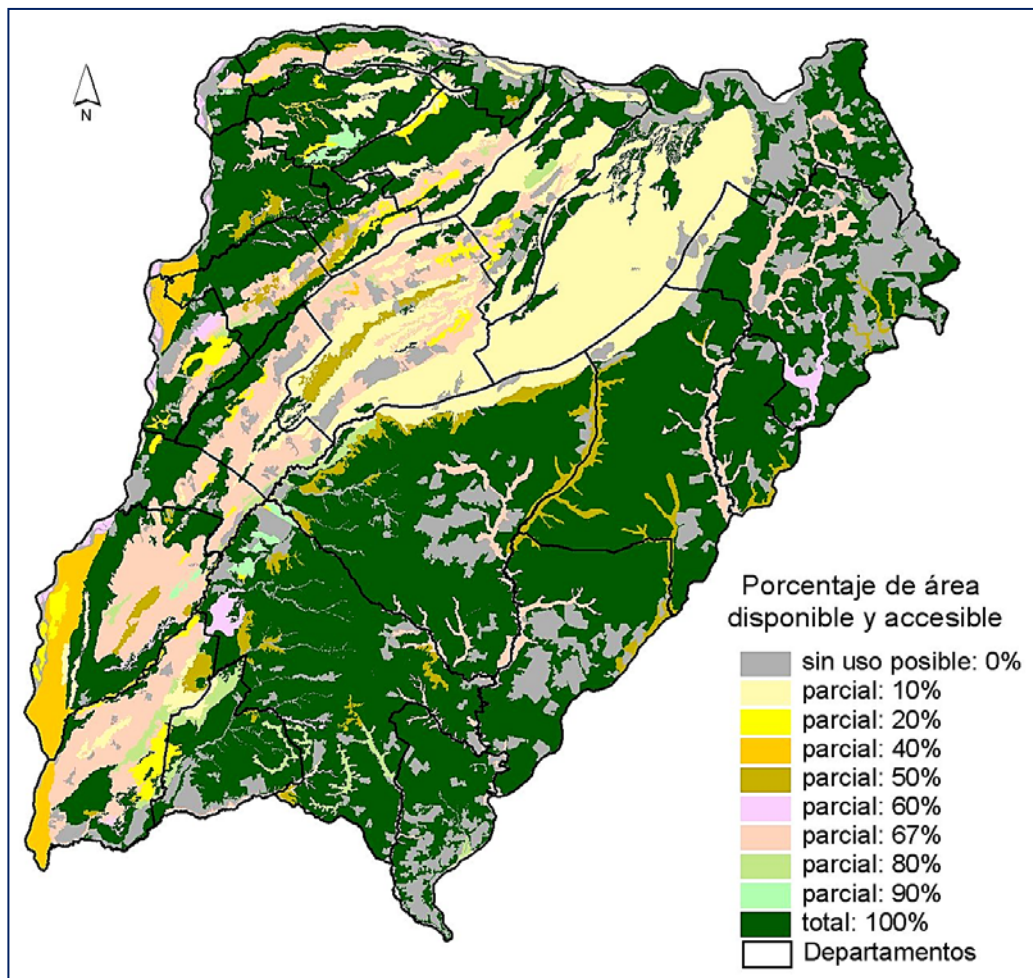 N
Porcentaje de área
disponible y accesible
sin uso posible: 0%
parcial: 10%
parcial: 20%
parcial: 40%
parcial: 50%
parcial: 60%
parcial: 67%
parcial: 80%
parcial: 90%
total: 100%
Departamentos